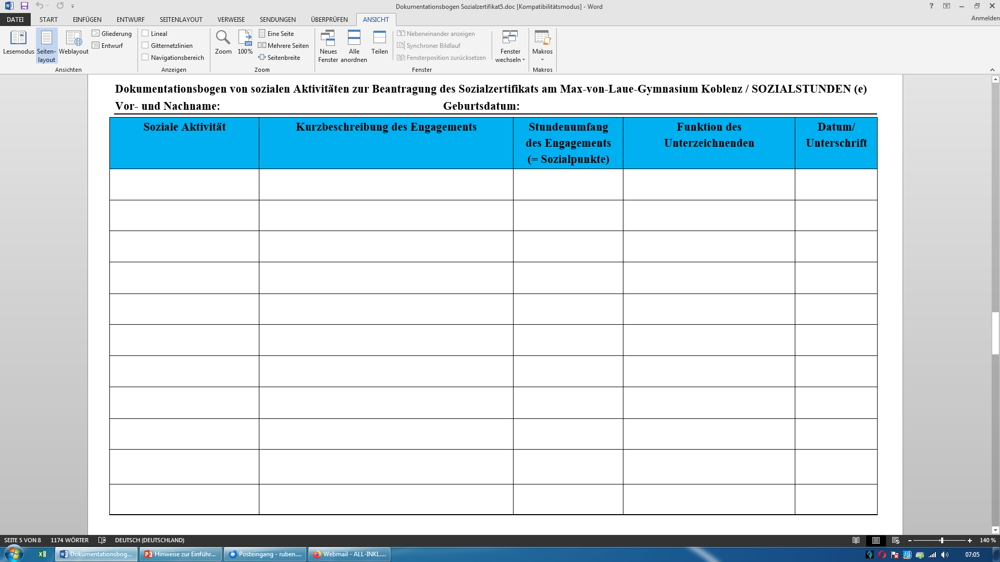 Dokumentationsbogen Sozialzertifikat5.doc [Kompatibilitätsmodus] - Word
DATEI START EINFÜGEN ENTWURF SEITENLAYOUT VERWEISE SENDUNGEN ÜBERPRÜFEN ANSICHT Anmelden
Lesemodus
Seiten-
layout
Weblayout
Gliederung
Entwurf
Ansichten
Lineal
Gitternetzlinien
Navigationsbereich
Anzeigen
Zoom
100%
Eine Seite
Mehrere Seiten
Seitenbreite
Zoom
Neues
Fenster
Alle
anordnen
Teilen
Nebeneinander anzeigen
Synchroner Bildlauf
Fensterposition zurücksetzen
Fenster
wechseln
Fenster
Makros
Makros
Dokumentationsbogen von sozialen Aktivitäten zur Beantragung des Sozialzertifikats am Max-von-Laue-Gymnasium Koblenz / SOZIALSTUNDEN (e)
Vor- und Nachname: Geburtsdatum:
Soziale Aktivität
Kurzbeschreibung des Engagements
Stundenumfang
des Engagements
(= Sozialpunkte)
Funktion des
Unterzeichnenden
Datum/
Unterschrift
SEITE 5 VON 8 1174 WÖRTER DEUTSCH (DEUTSCHLAND) 140 %
Dokumentationsbog... Hinweise zur Einführ... Posteingang - ruben.... Webmail - ALL-INKL.... 07:05